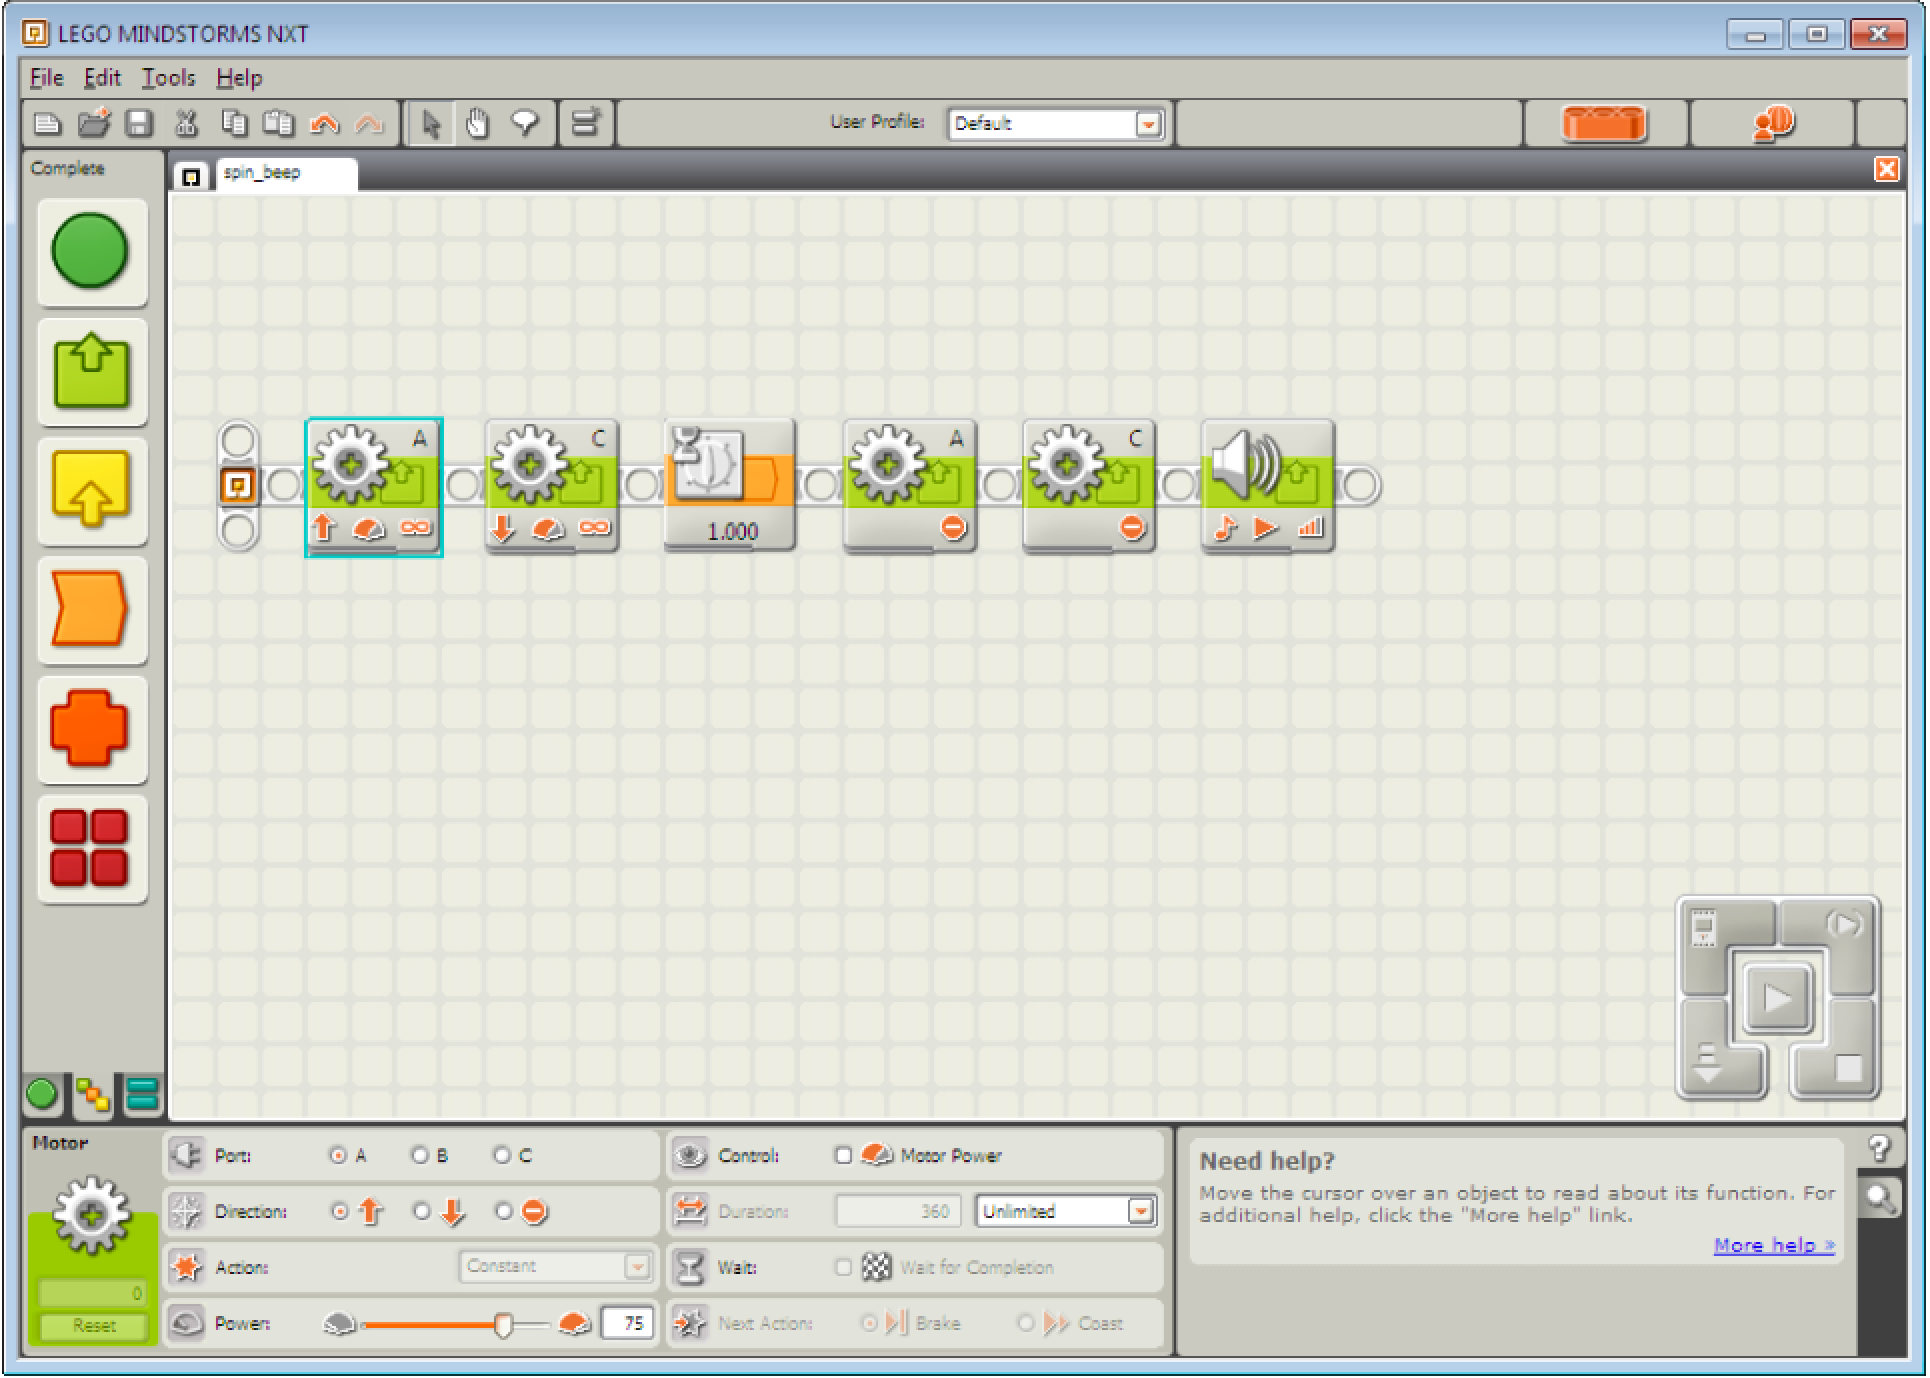 LEGO MINDSTORMS NXT
File Edit Tools Help
User Profile: Default
Complete
spin_beep
A C A C
1.000
Motor
Port: A B C
Control: Motor Power
Direction:
Duration: 360 Unlimited
Action: Constant
Wait: Wait for Completion
0
Reset
Power: 75
Next Action: Brake Coast
Need help?
Move the cursor over an object to read about its function. For
additional help, click the "More help" link.
More help »